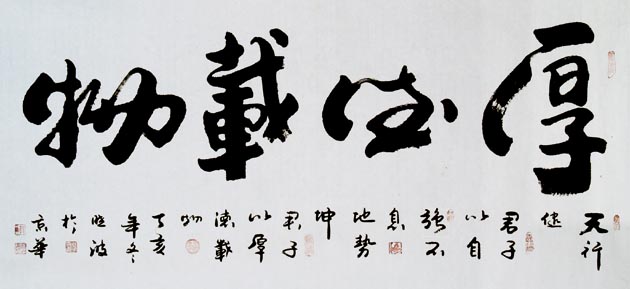 厚德載物
天行
健
君子
以自
強不
息
地勢
坤
君子
以厚
德載
物
丁亥
年冬
晓波
於
京華